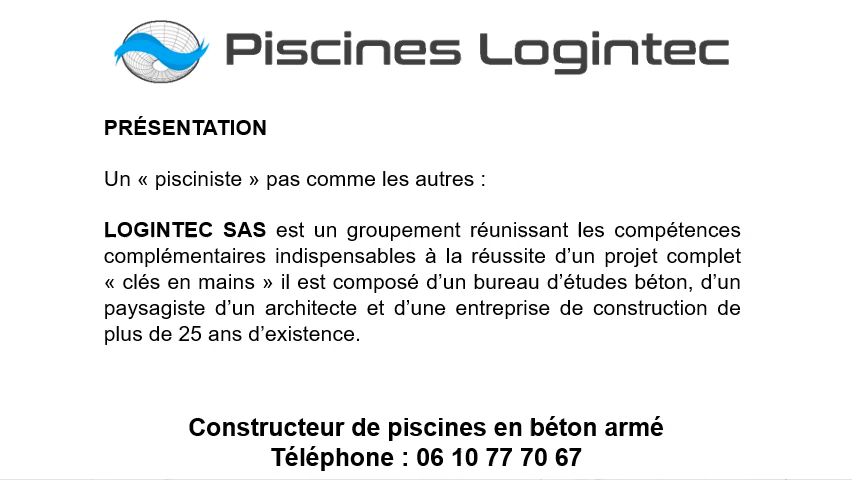 Piscines Logintec
PRÉSENTATION
Un « pisciniste » pas comme les autres :
LOGINTEC SAS est un groupement réunissant les compétences
complémentaires indispensables à la réussite d’un projet complet
« clés en mains » il est composé d’un bureau d’études béton, d’un
paysagiste d’un architecte et d’une entreprise de construction de
plus de 25 ans d’existence.
Constructeur de piscines en béton armé
Téléphone : 06 10 77 70 67